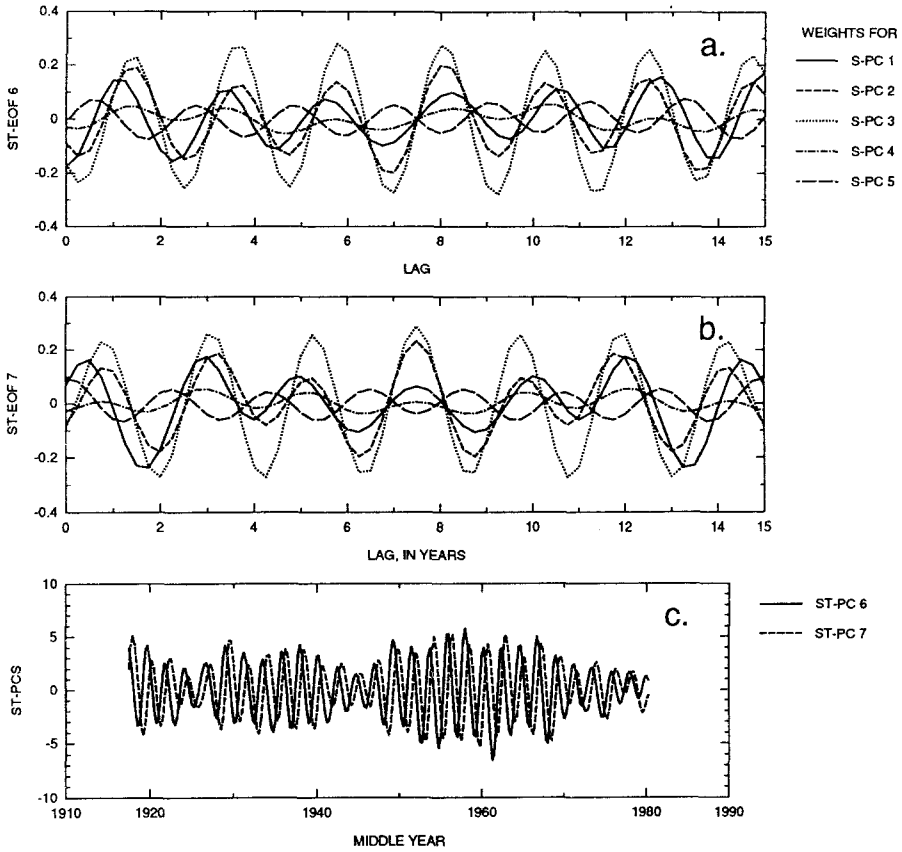 0.4
0.2
0
-0.2
-0.4
ST-EOF 6
a.
0 2 4 6 8 10 12 15
LAG
WEIGHTS FOR
S-PC 1
S-PC 2
S-PC 3
S-PC 4
S-PC 5
0.4
0.2
0
-0.2
-0.4
ST-EOF 7
b.
0 2 4 6 8 10 12 15
LAG, IN YEARS
10
5
0
-5
-10
ST-PCS
c.
1910 1920 1940 1960 1980 1990
MIDDLE YEAR
ST-PC 6
ST-PC 7